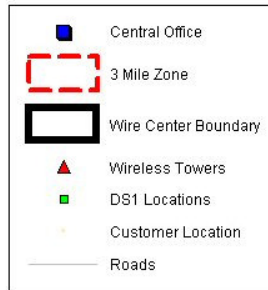 Central Office
3 Mile Zone
Wire Center Boundary
Wireless Towers
DS1 Locations
Customer Location
Roads